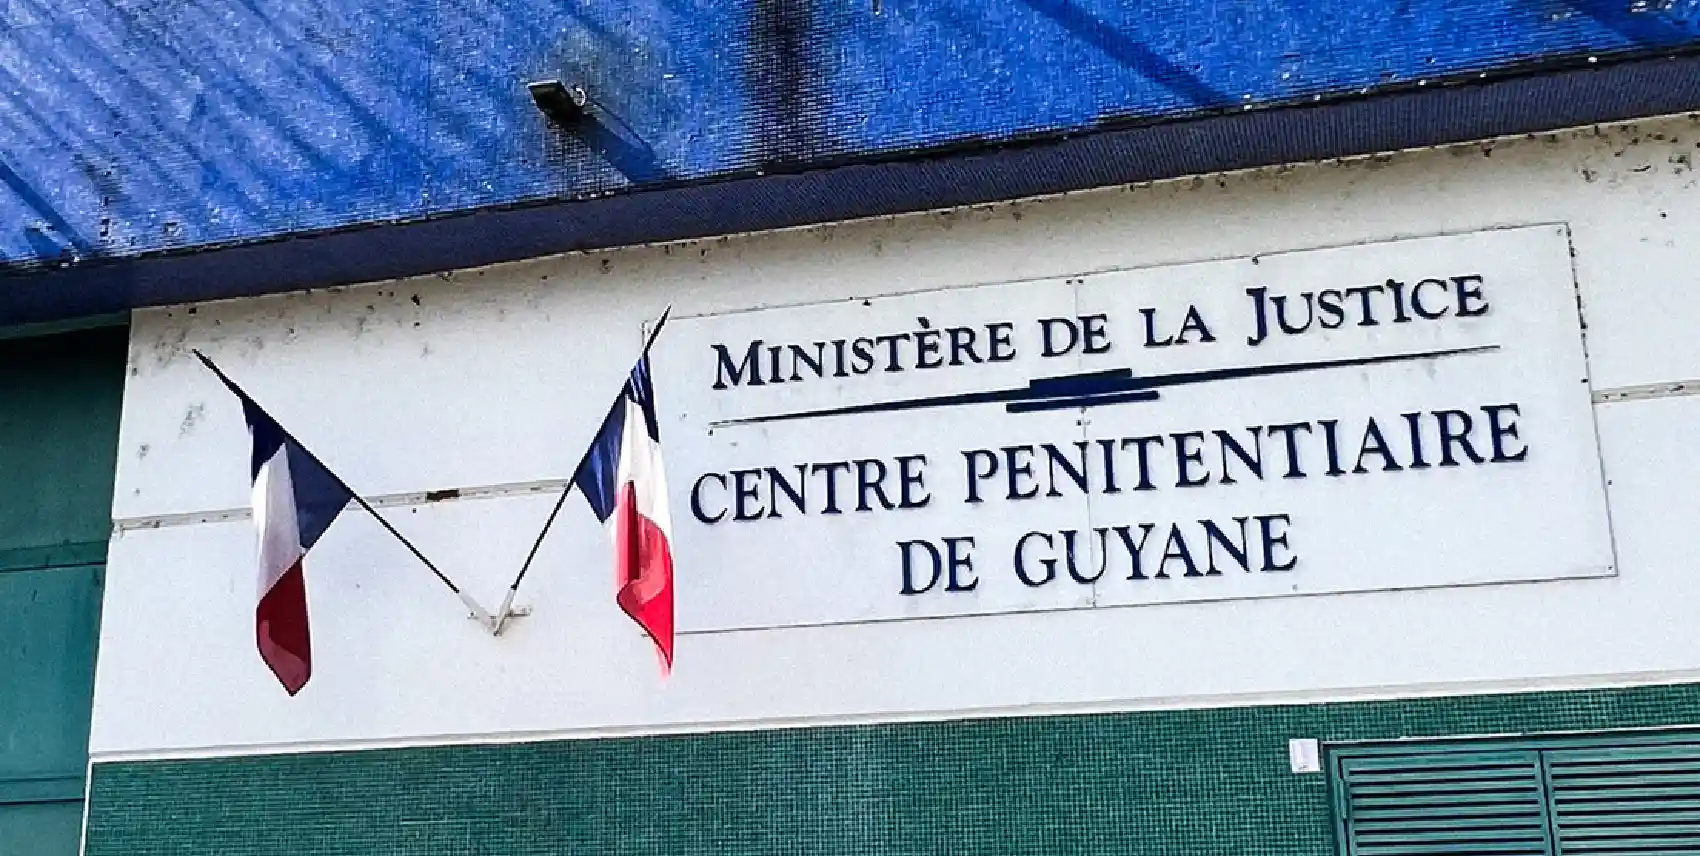 MINISTÈRE DE LA JUSTICE
CENTRE PENITENTIAIRE
DE GUYANE